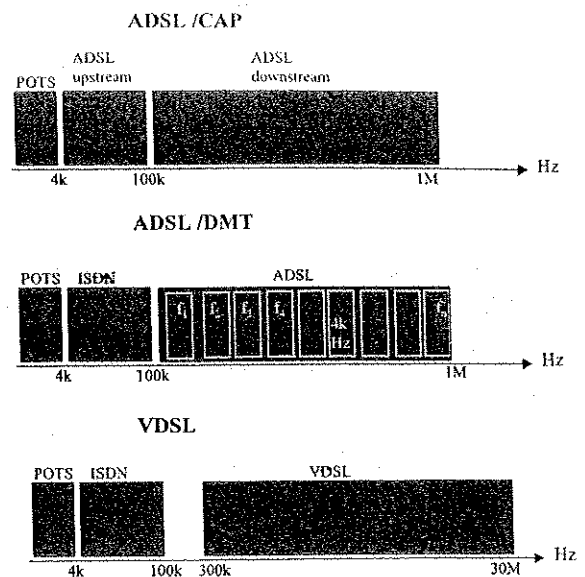 ADSL /CAP
POTS
ADSL upstream
ADSL downstream
4k 100k 1M Hz
ADSL /DMT
POTS ISDN ADSL
f₁ f₂ f₃ f₄ 4k Hz
4k 100k 1M Hz
VDSL
POTS ISDN VDSL
4k 100k 300k 30M Hz